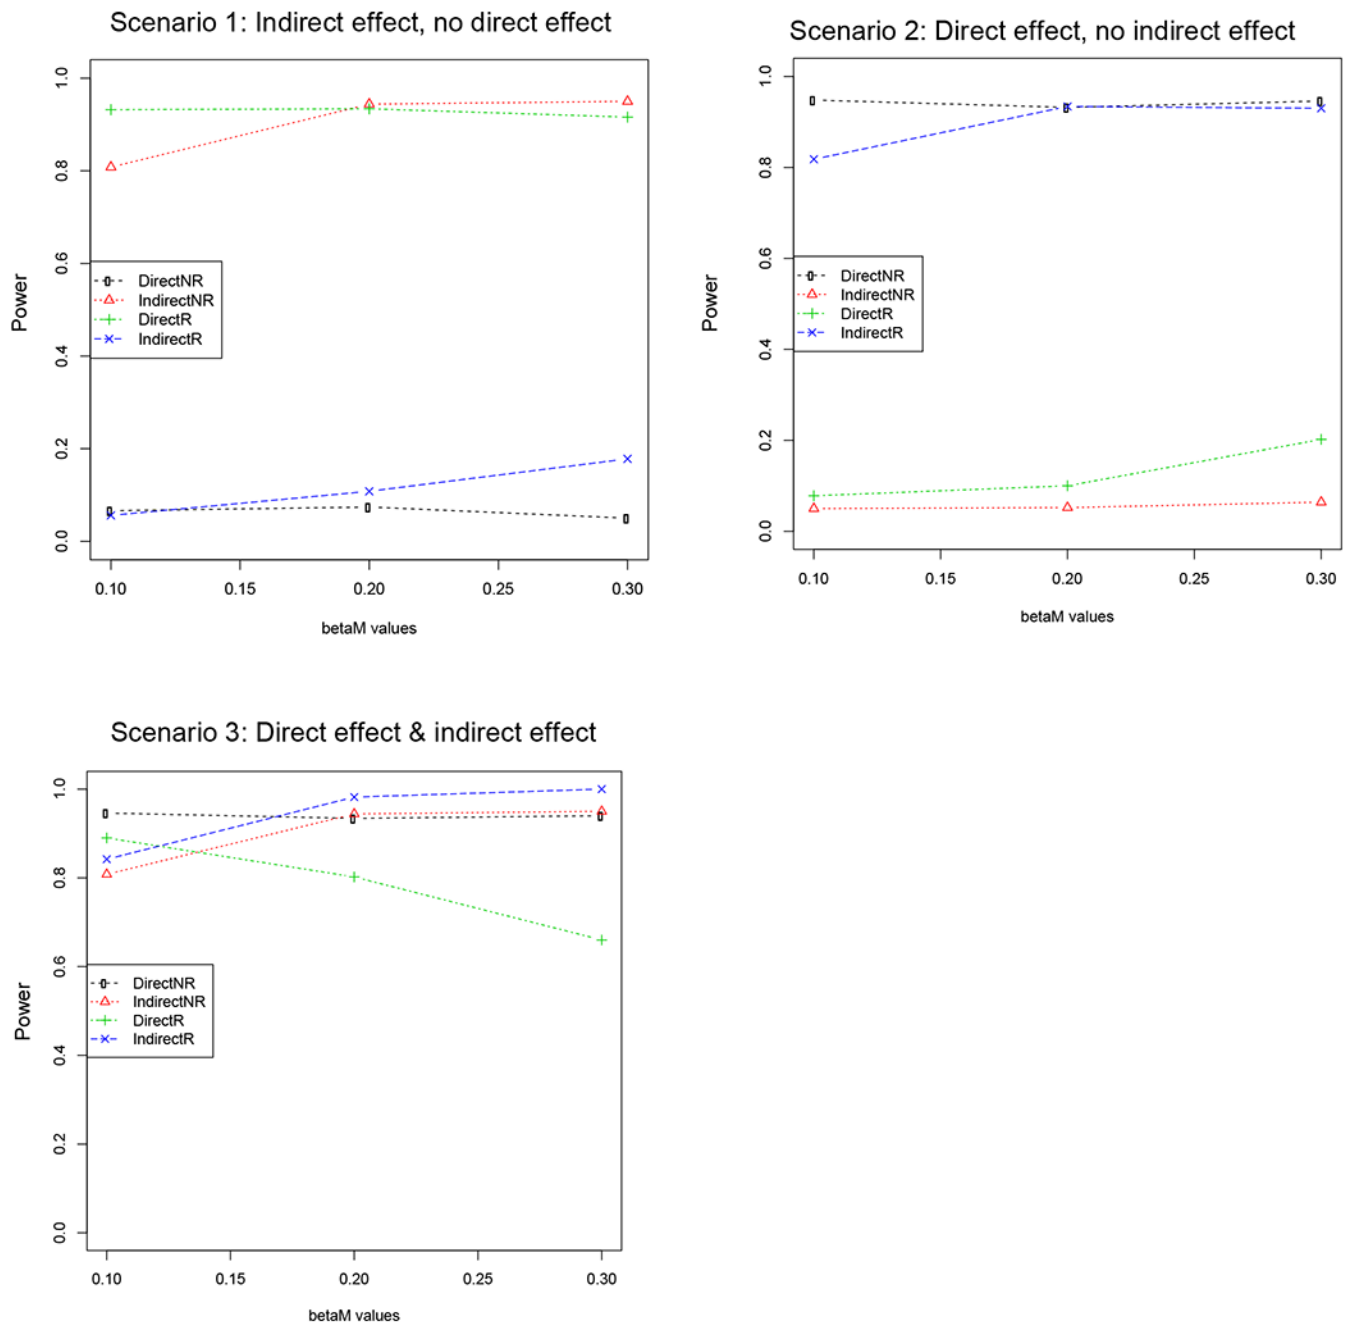 Scenario 1: Indirect effect, no direct effect
Power
1.0
0.8
0.6
0.4
0.2
0.0
DirectNR
IndirectNR
DirectR
IndirectR
0.10 0.15 0.20 0.25 0.30
betaM values
Scenario 2: Direct effect, no indirect effect
Power
1.0
0.8
0.6
0.4
0.2
0.0
DirectNR
IndirectNR
DirectR
IndirectR
0.10 0.15 0.20 0.25 0.30
betaM values
Scenario 3: Direct effect & indirect effect
Power
1.0
0.8
0.6
0.4
0.2
0.0
DirectNR
IndirectNR
DirectR
IndirectR
0.10 0.15 0.20 0.25 0.30
betaM values